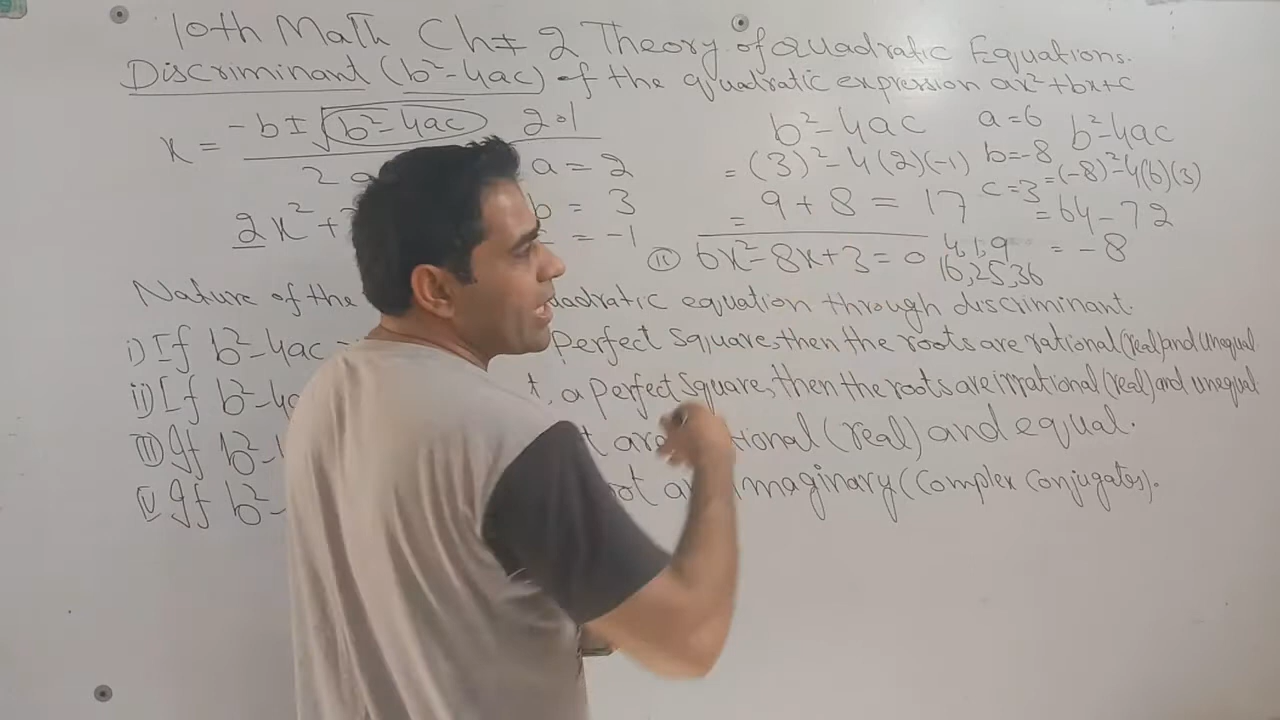 10th Math Ch# 2 Theory of Quadratic Equations.
Discriminant (b²-4ac) of the quadratic expression ax²+bx+c
x = -b ± √b²-4ac
2a
2x² +
2.1
a = 2
b = 3
= -1
b²-4ac
= (3)²-4(2)(-1)
= 9+8 = 17
a=6
b=-8
c=3
b²-4ac
=(-8)²-4(6)(3)
=64-72
= -8
(ii) 6x²-8x+3=0
4,1,9
16,25,36
Nature of the quadratic equation through discriminant.
i) If b²-4ac Perfect Square, then the roots are rational (real) and unequal
ii) If b²-4ac a Perfect Square, then the roots are irrational (real) and unequal
iii) If b² are rational (real) and equal.
iv) If b² imaginary (complex conjugates).